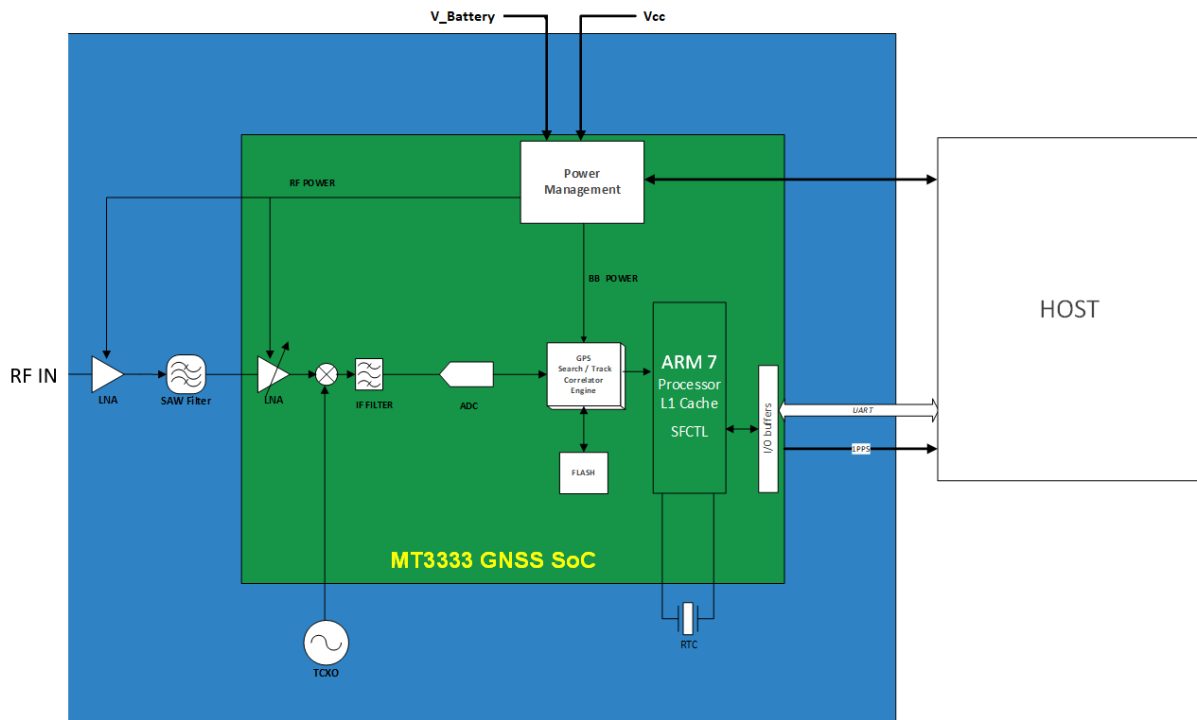 V_Battery
Vcc
Power
Management
RF POWER
BB POWER
HOST
RF IN
LNA
SAW Filter
LNA
IF FILTER
ADC
GPS
Search / Track
Correlator
Engine
ARM 7
Processor
L1 Cache
SFCTL
I/O buffers
UART
1PPS
FLASH
MT3333 GNSS SoC
TCXO
RTC